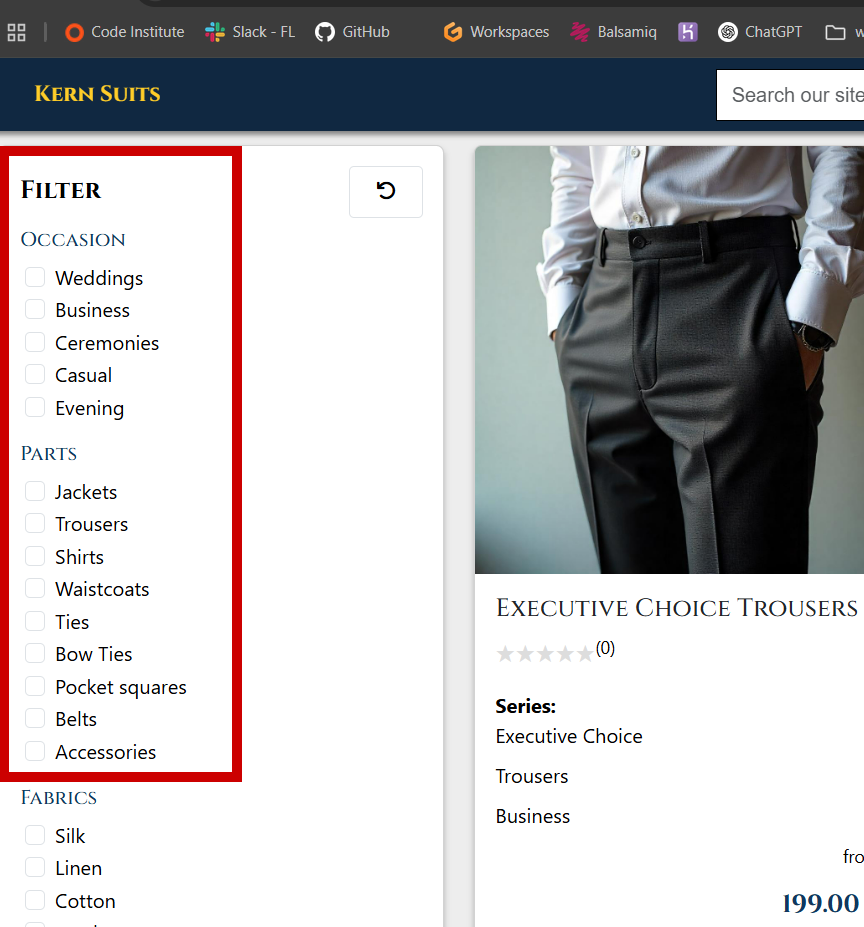 Code Institute Slack - FL GitHub Workspaces Balsamiq ChatGPT
Kern Suits
Search our site
Filter
Occasion
Weddings
Business
Ceremonies
Casual
Evening
Parts
Jackets
Trousers
Shirts
Waistcoats
Ties
Bow Ties
Pocket squares
Belts
Accessories
Fabrics
Silk
Linen
Cotton
Executive Choice Trousers
(0)
Series:
Executive Choice
Trousers
Business
fro
199.00